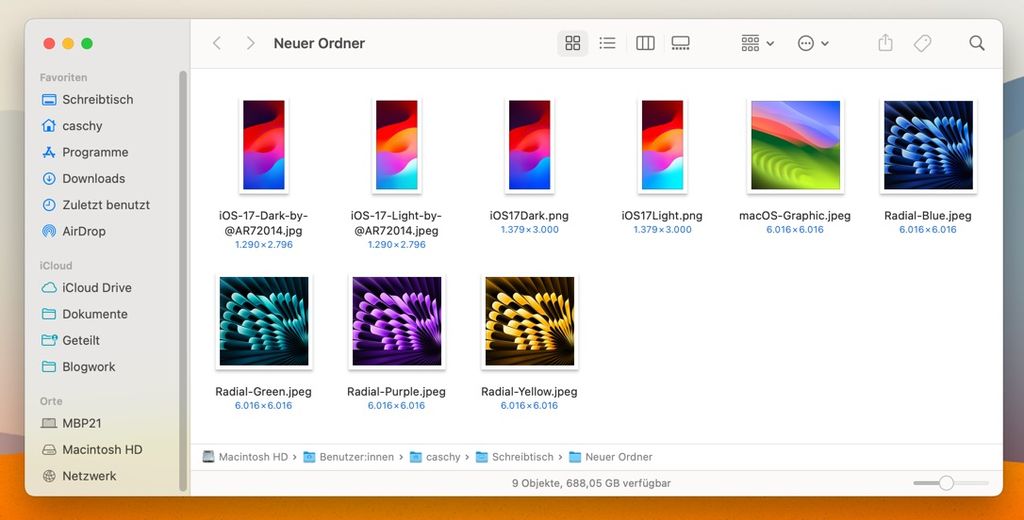 Neuer Ordner
Favoriten
Schreibtisch
caschy
Programme
Downloads
Zuletzt benutzt
AirDrop
iCloud
iCloud Drive
Dokumente
Geteilt
Blogwork
Orte
MBP21
Macintosh HD
Netzwerk
iOS-17-Dark-by-
@AR72014.jpg
1.290×2.796
iOS-17-Light-by-
@AR72014.jpeg
1.290×2.796
iOS17Dark.png
1.379×3.000
iOS17Light.png
1.379×3.000
macOS-Graphic.jpeg
6.016×6.016
Radial-Blue.jpeg
6.016×6.016
Radial-Green.jpeg
6.016×6.016
Radial-Purple.jpeg
6.016×6.016
Radial-Yellow.jpeg
6.016×6.016
Macintosh HD › Benutzer:innen › caschy › Schreibtisch › Neuer Ordner
9 Objekte, 688,05 GB verfügbar